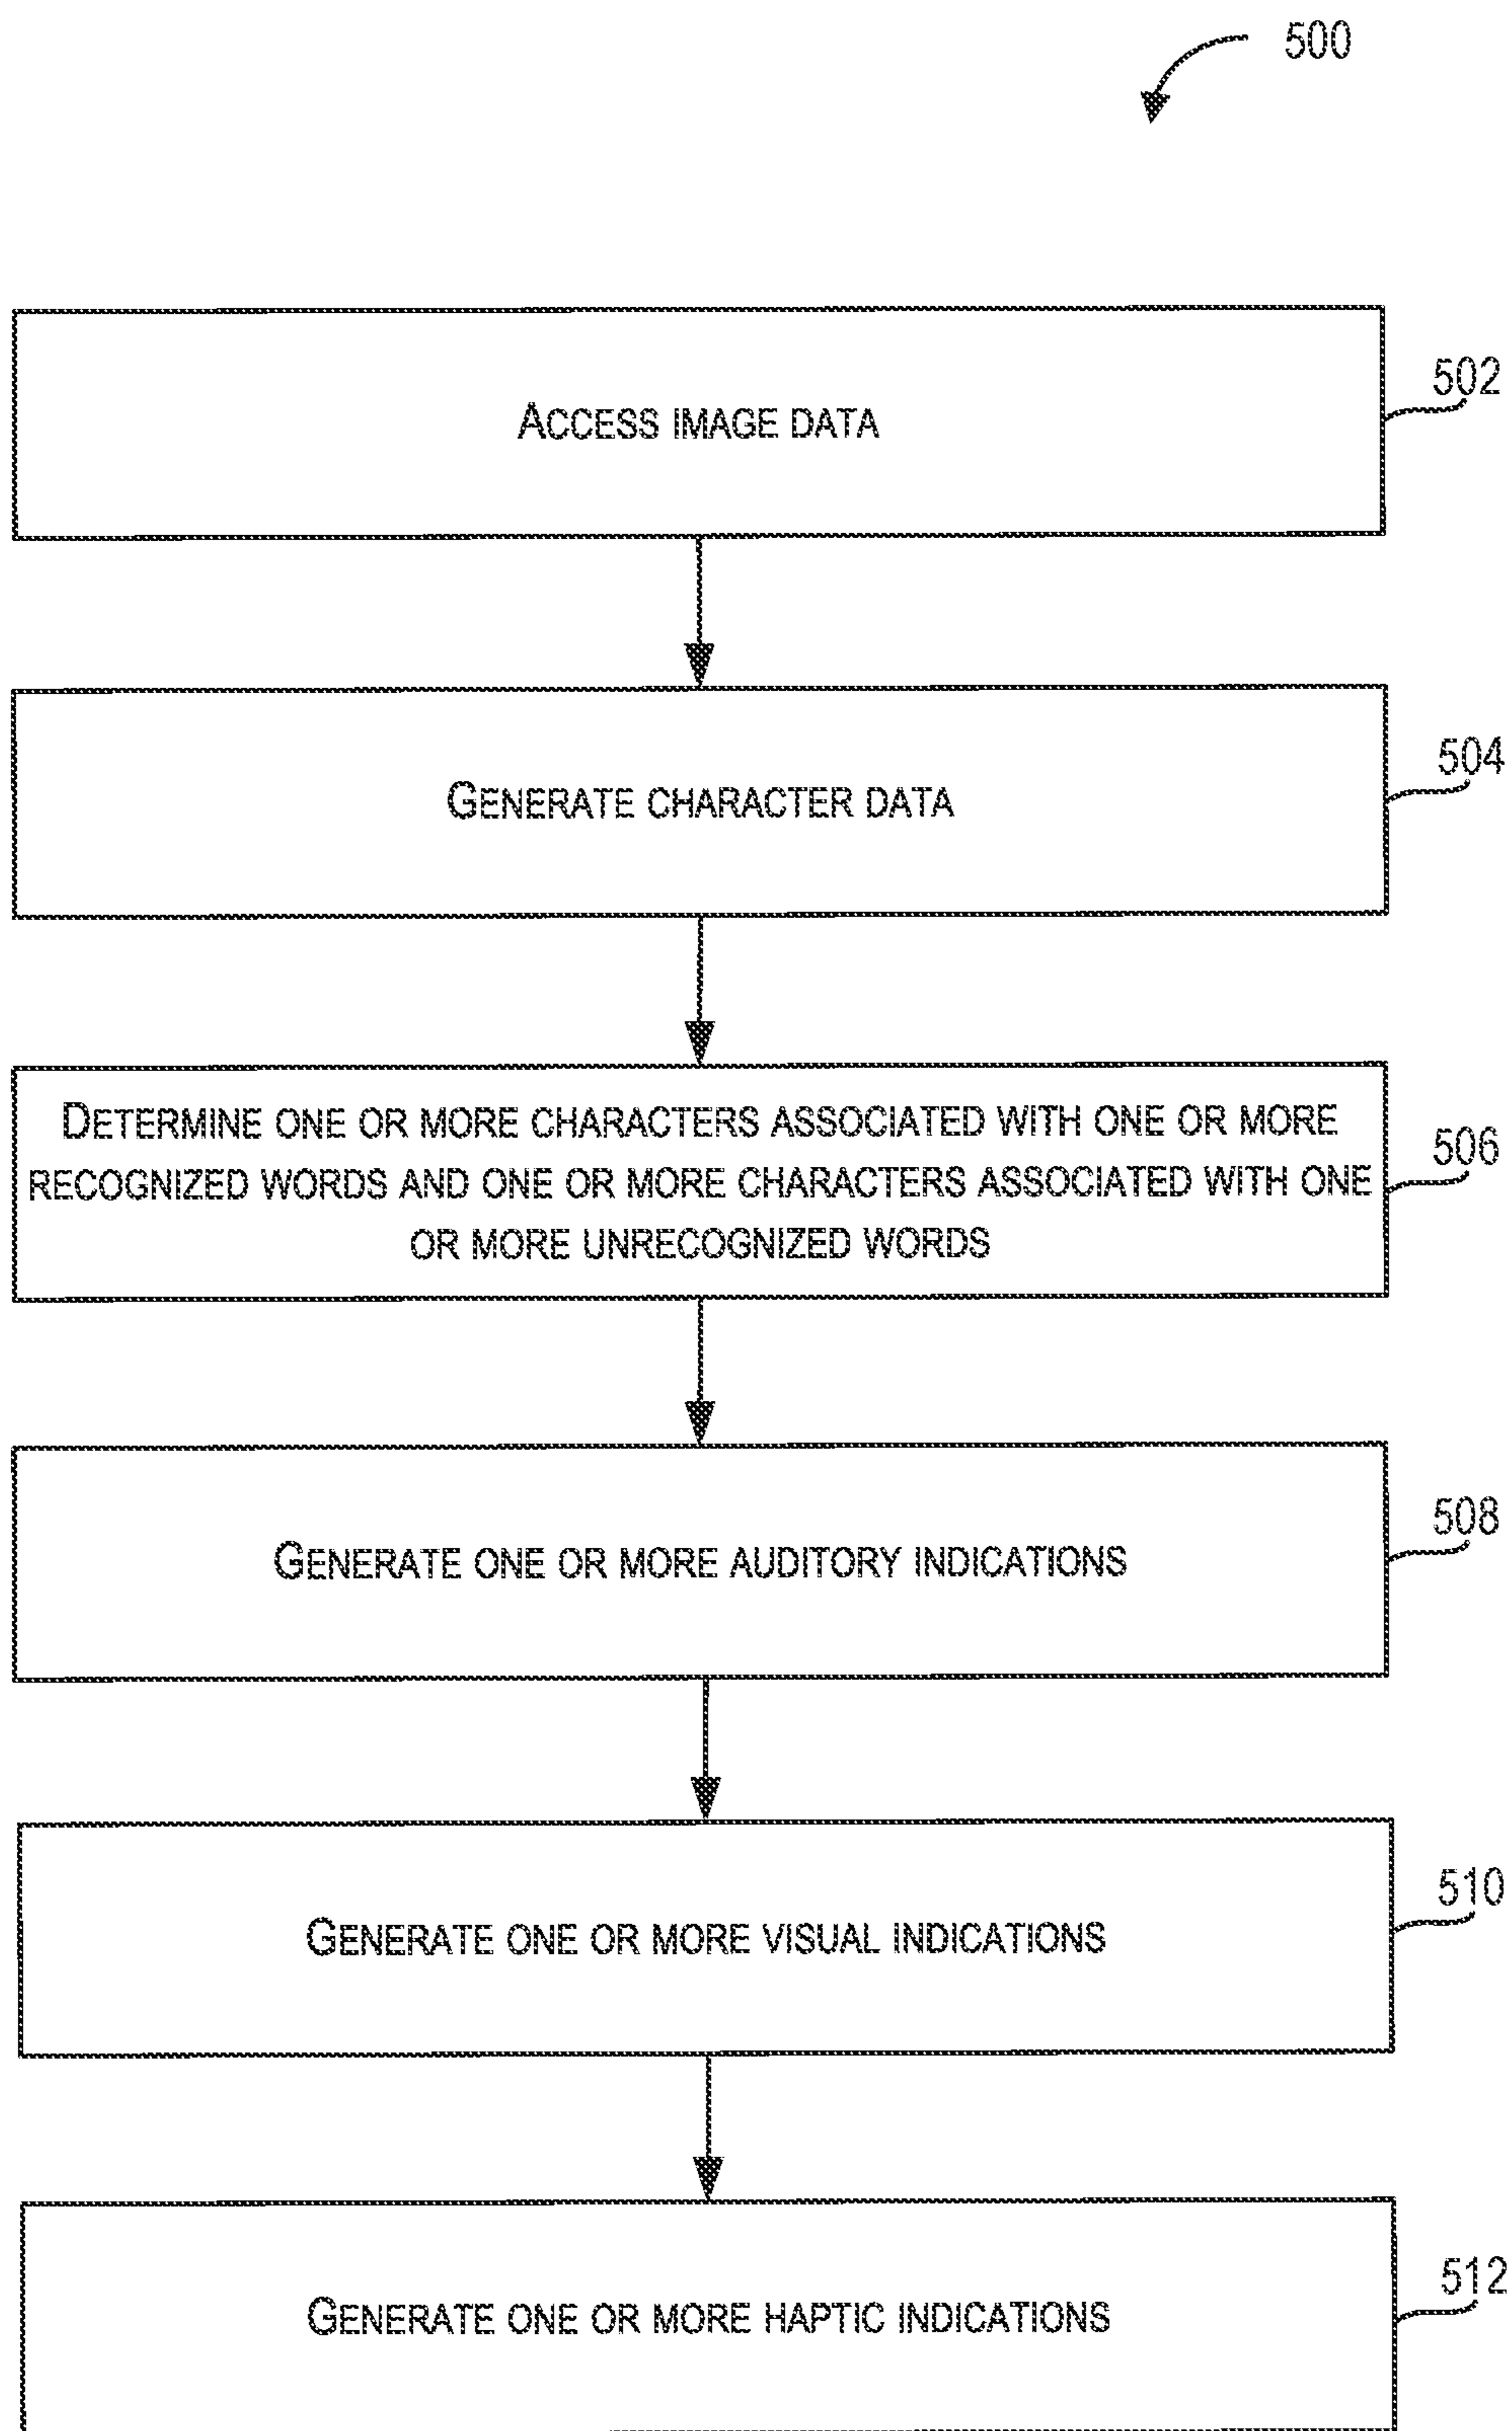 500
ACCESS IMAGE DATA
502
GENERATE CHARACTER DATA
504
DETERMINE ONE OR MORE CHARACTERS ASSOCIATED WITH ONE OR MORE
RECOGNIZED WORDS AND ONE OR MORE CHARACTERS ASSOCIATED WITH ONE
OR MORE UNRECOGNIZED WORDS
506
GENERATE ONE OR MORE AUDITORY INDICATIONS
508
GENERATE ONE OR MORE VISUAL INDICATIONS
510
GENERATE ONE OR MORE HAPTIC INDICATIONS
512